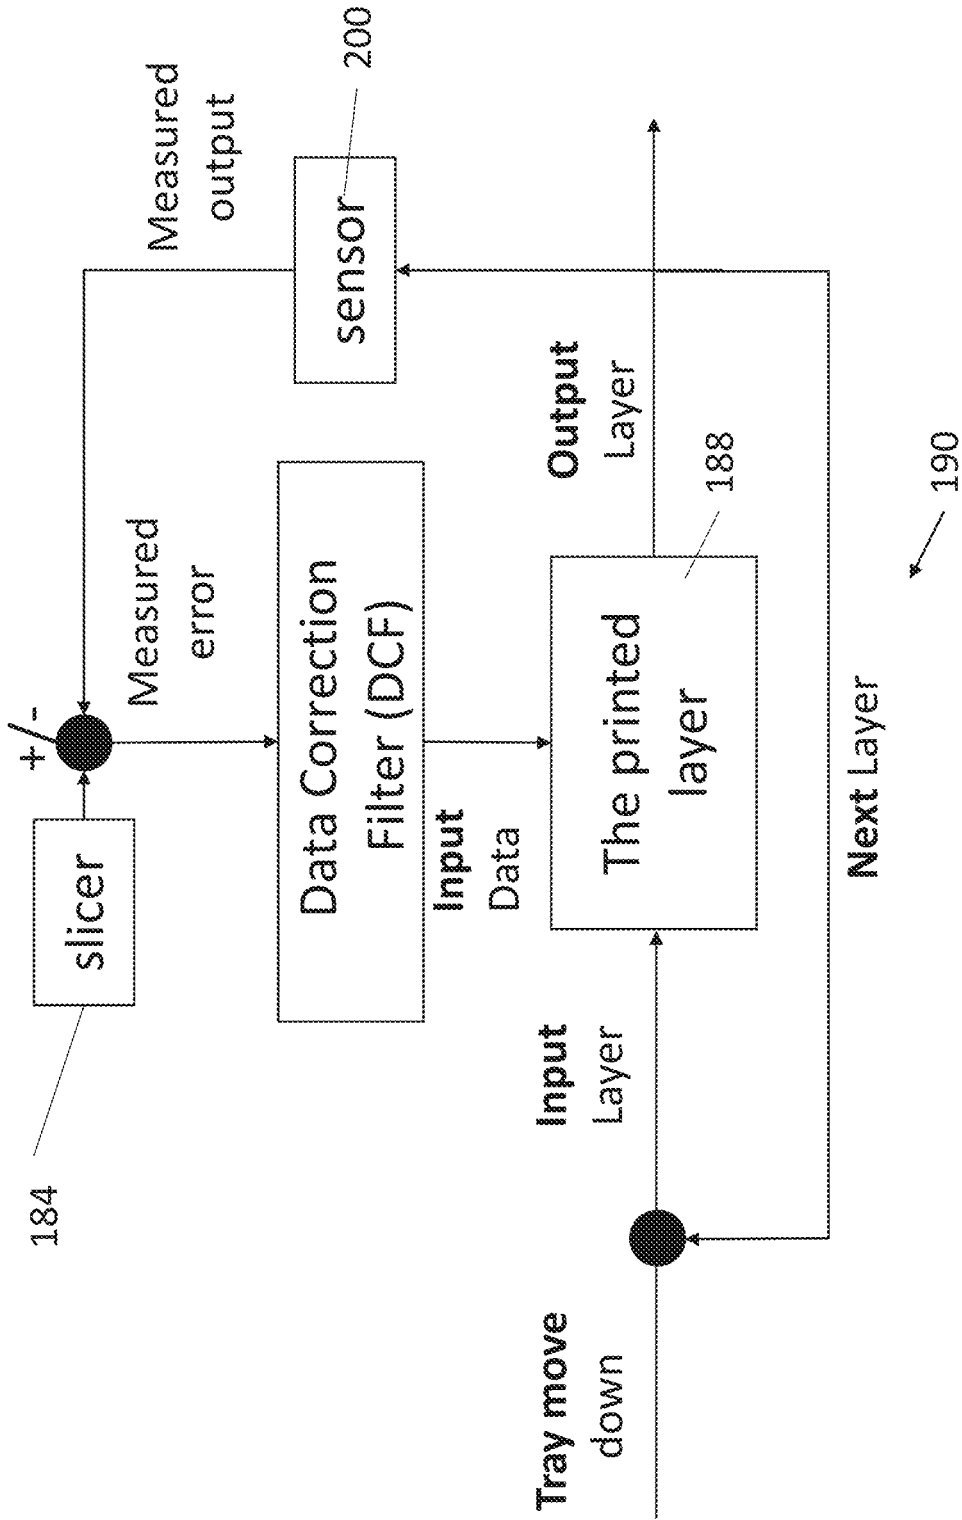 184
slicer
+
-
Measured
output
200
sensor
Measured
error
Data Correction
Filter (DCF)
Input
Data
Tray move
down
Input
Layer
The printed
layer
188
Output
Layer
Next Layer
190